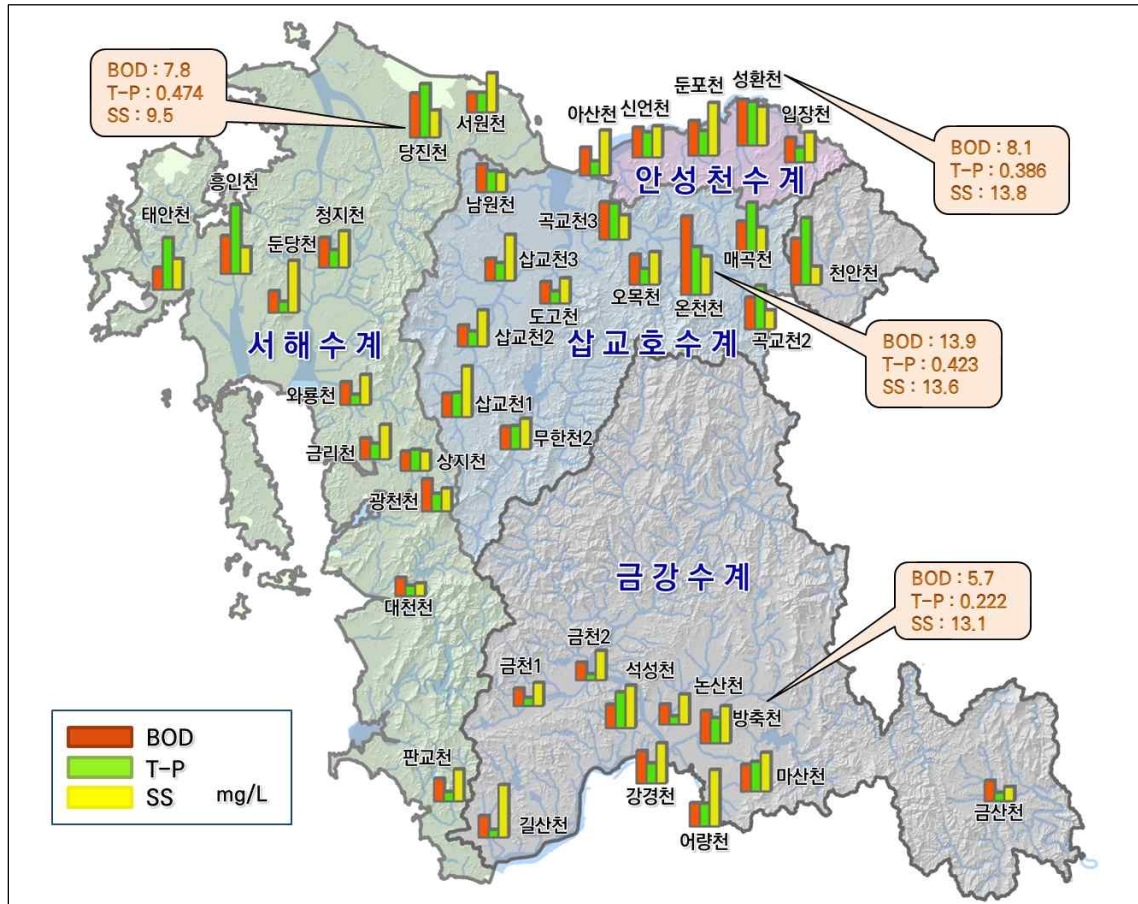 BOD : 7.8
T-P : 0.474
SS : 9.5
당진천
서원천
아산천
신언천
둔포천
성환천
입장천
BOD : 8.1
T-P : 0.386
SS : 13.8
안성천수계
태안천
흥인천
둔당천
청지천
남원천
곡교천3
삽교천3
도고천
오목천
온천천
매곡천
천안천
곡교천2
서해수계
삽교천2
삽교호수계
BOD : 13.9
T-P : 0.423
SS : 13.6
와룡천
삽교천1
금리천
상지천
무한천2
광천천
대천천
금강수계
BOD : 5.7
T-P : 0.222
SS : 13.1
금천1
금천2
석성천
논산천
방축천
판교천
길산천
강경천
어량천
마산천
금산천
BOD
T-P
SS mg/L